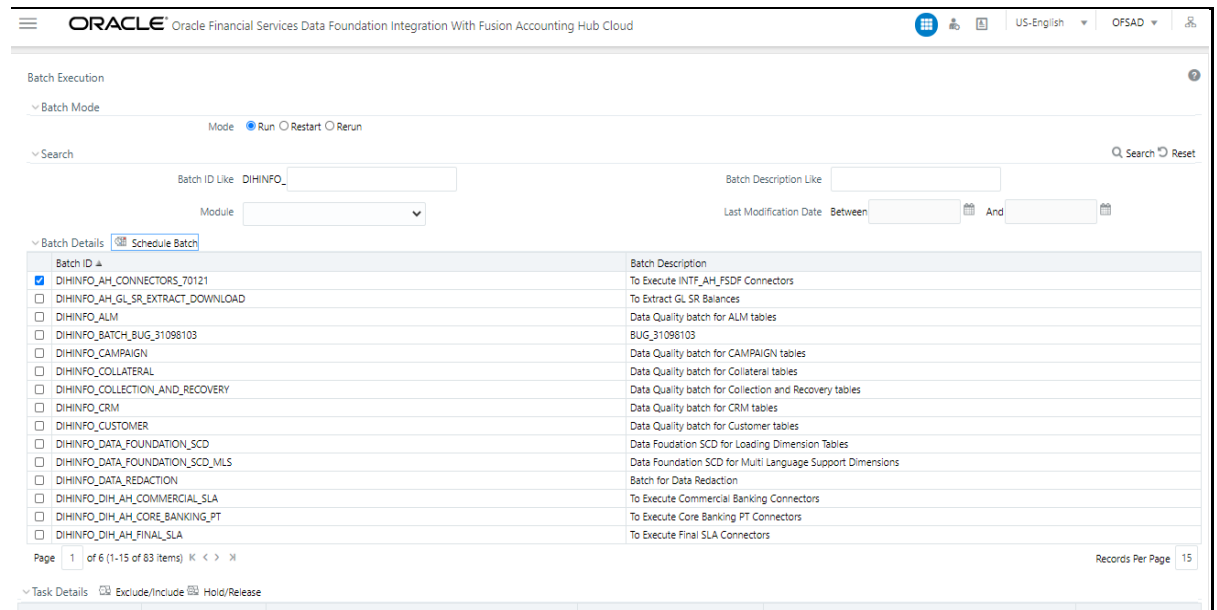 ORACLE® Oracle Financial Services Data Foundation Integration With Fusion Accounting Hub Cloud US-English OFSAD
Batch Execution
Batch Mode
Mode Run Restart Rerun
Search Search Reset
Batch ID Like DIHINFO_ Batch Description Like
Module Last Modification Date Between And
Batch Details Schedule Batch
Batch ID Batch Description
DIHINFO_AH_CONNECTORS_70121 To Execute INTF_AH_FSDF Connectors
DIHINFO_AH_GL_SR_EXTRACT_DOWNLOAD To Extract GL SR Balances
DIHINFO_ALM Data Quality batch for ALM tables
DIHINFO_BATCH_BUG_31098103 BUG_31098103
DIHINFO_CAMPAIGN Data Quality batch for CAMPAIGN tables
DIHINFO_COLLATERAL Data Quality batch for Collateral tables
DIHINFO_COLLECTION_AND_RECOVERY Data Quality batch for Collection and Recovery tables
DIHINFO_CRM Data Quality batch for CRM tables
DIHINFO_CUSTOMER Data Quality batch for Customer tables
DIHINFO_DATA_FOUNDATION_SCD Data Foudation SCD for Loading Dimension Tables
DIHINFO_DATA_FOUNDATION_SCD_MLS Data Foundation SCD for Multi Language Support Dimensions
DIHINFO_DATA_REDACTION Batch for Data Redaction
DIHINFO_DIH_AH_COMMERCIAL_SLA To Execute Commercial Banking Connectors
DIHINFO_DIH_AH_CORE_BANKING_PT To Execute Core Banking PT Connectors
DIHINFO_DIH_AH_FINAL_SLA To Execute Final SLA Connectors
Page 1 of 6 (1-15 of 83 items) Records Per Page 15
Task Details Exclude/Include Hold/Release